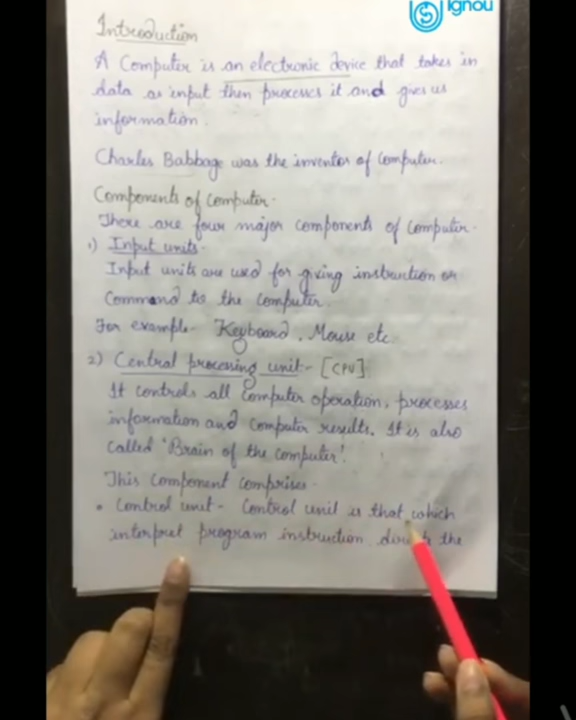 ignou
Introduction
A Computer is an electronic device that takes in
data as input then processes it and gives us
information.
Charles Babbage was the inventor of computer.
Components of Computer.
There are four major components of computer.
1) Input units.
Input units are used for giving instruction or
Command to the computer.
For example - Keyboard, Mouse etc.
2) Central processing unit - [CPU]
It controls all computer operation, processes
information and computer results. It is also
called 'Brain of the computer'.
This component comprises.
• Control unit - Control unit is that which
interpret program instruction, the